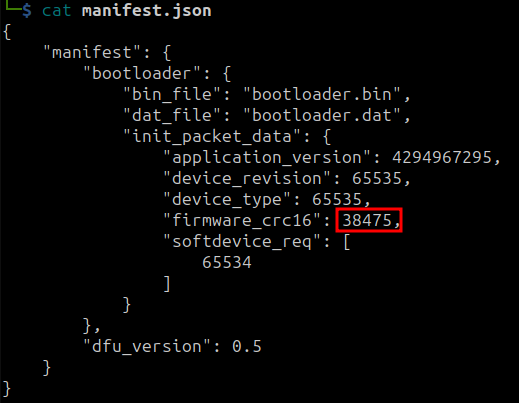 $ cat manifest.json
{
    "manifest": {
        "bootloader": {
            "bin_file": "bootloader.bin",
            "dat_file": "bootloader.dat",
            "init_packet_data": {
                "application_version": 4294967295,
                "device_revision": 65535,
                "device_type": 65535,
                "firmware_crc16": 38475,
                "softdevice_req": [
                    65534
                ]
            }
        },
        "dfu_version": 0.5
    }
}